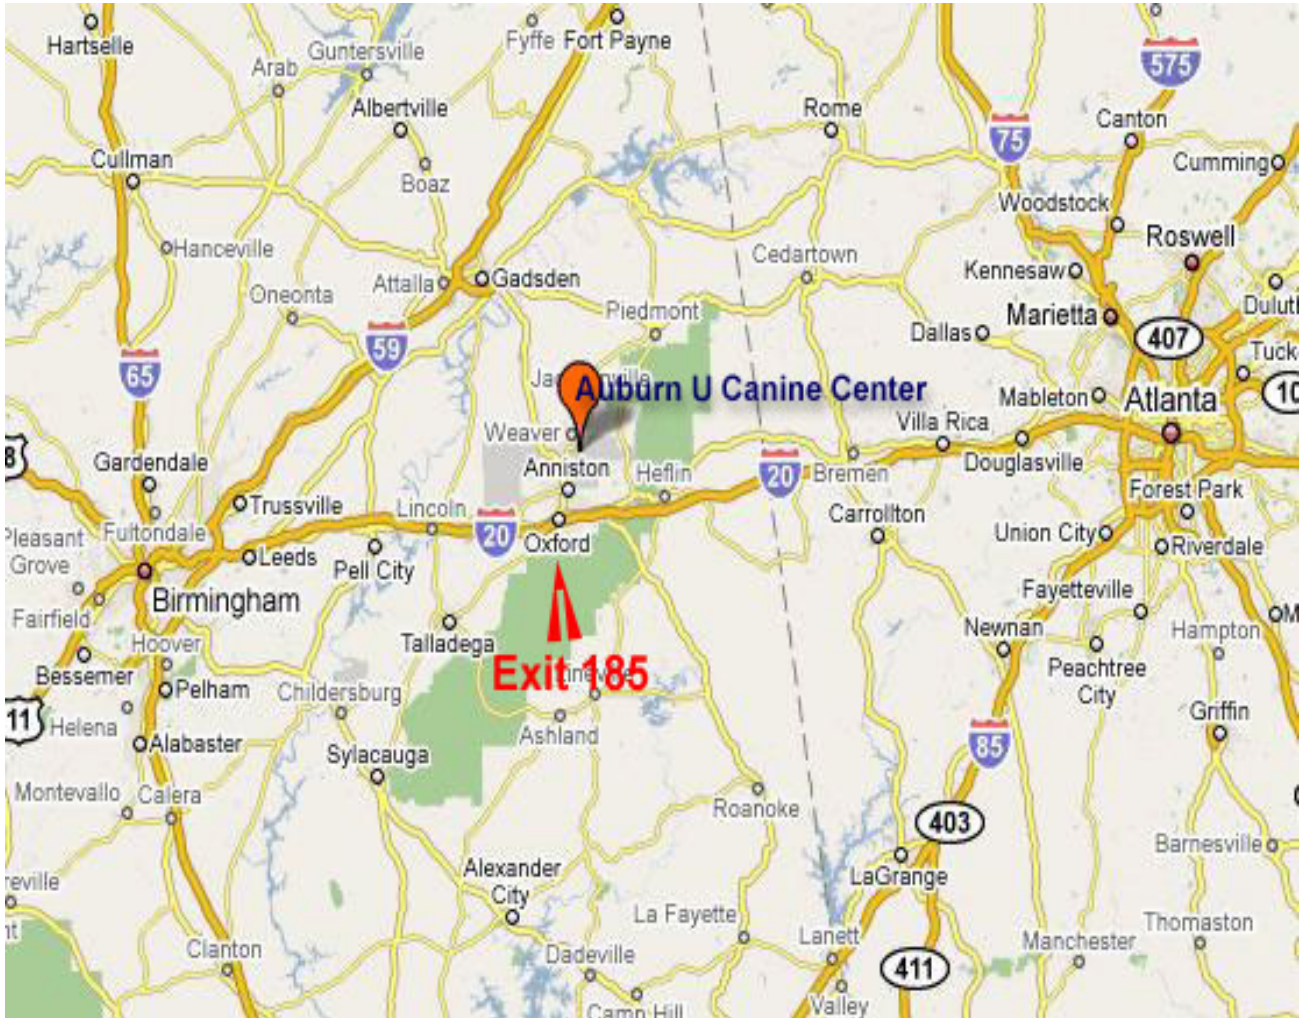 Hartselle
Guntersville
Fyffe
Fort Payne
Arab
575
Albertville
Rome
75
Canton
Cullman
Boaz
Cumming
Woodstock
Hanceville
Roswell
Cedartown
Kennesaw
Attalla
Gadsden
Oneonta
Piedmont
Marietta
Dallas
407
59
65
Auburn U Canine Center
Mableton
Atlanta
Weaver
Villa Rica
Gardendale
Anniston
Heflin
20
Bremen
Douglasville
Trussville
Lincoln
Forest Park
Carrollton
Pleasant
Grove
Fultondale
20
Oxford
Union City
Riverdale
Leeds
Pell City
Fayetteville
Birmingham
Fairfield
Hoover
Talladega
Newnan
Hampton
Exit 185
Bessemer
Pelham
Childersburg
Peachtree
City
Helena
11
Griffin
Alabaster
Ashland
85
Sylacauga
Montevallo
Calera
Roanoke
403
Barnesville
Alexander
City
LaGrange
La Fayette
Thomaston
Clanton
Dadeville
Lanett
Manchester
411
Camp Hill
Valley